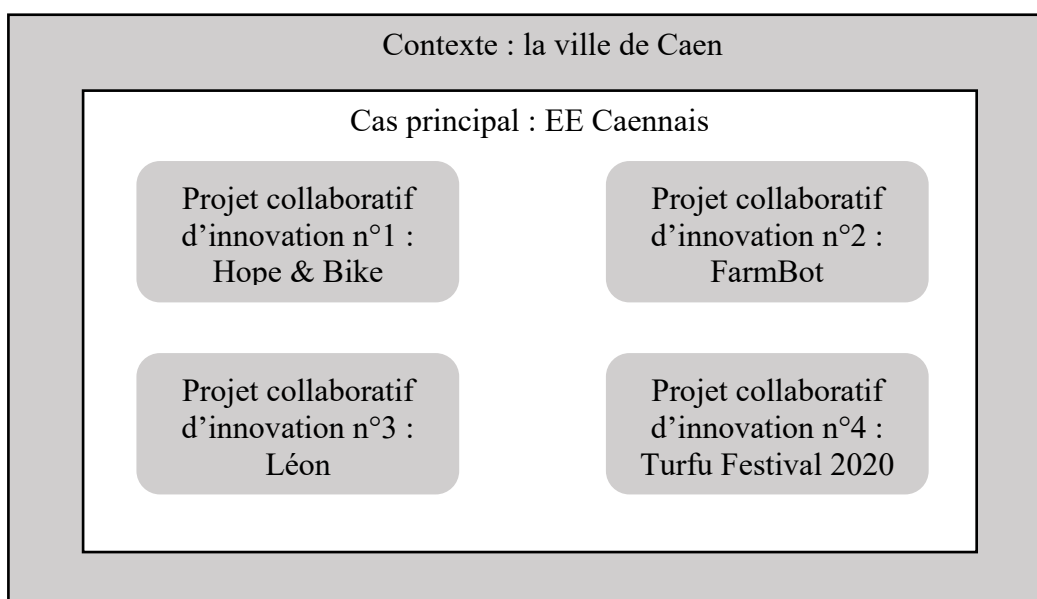 Contexte : la ville de Caen
Cas principal : EE Caennais
Projet collaboratif
d’innovation n°1 :
Hope & Bike
Projet collaboratif
d’innovation n°2 :
FarmBot
Projet collaboratif
d’innovation n°3 :
Léon
Projet collaboratif
d’innovation n°4 :
Turfu Festival 2020